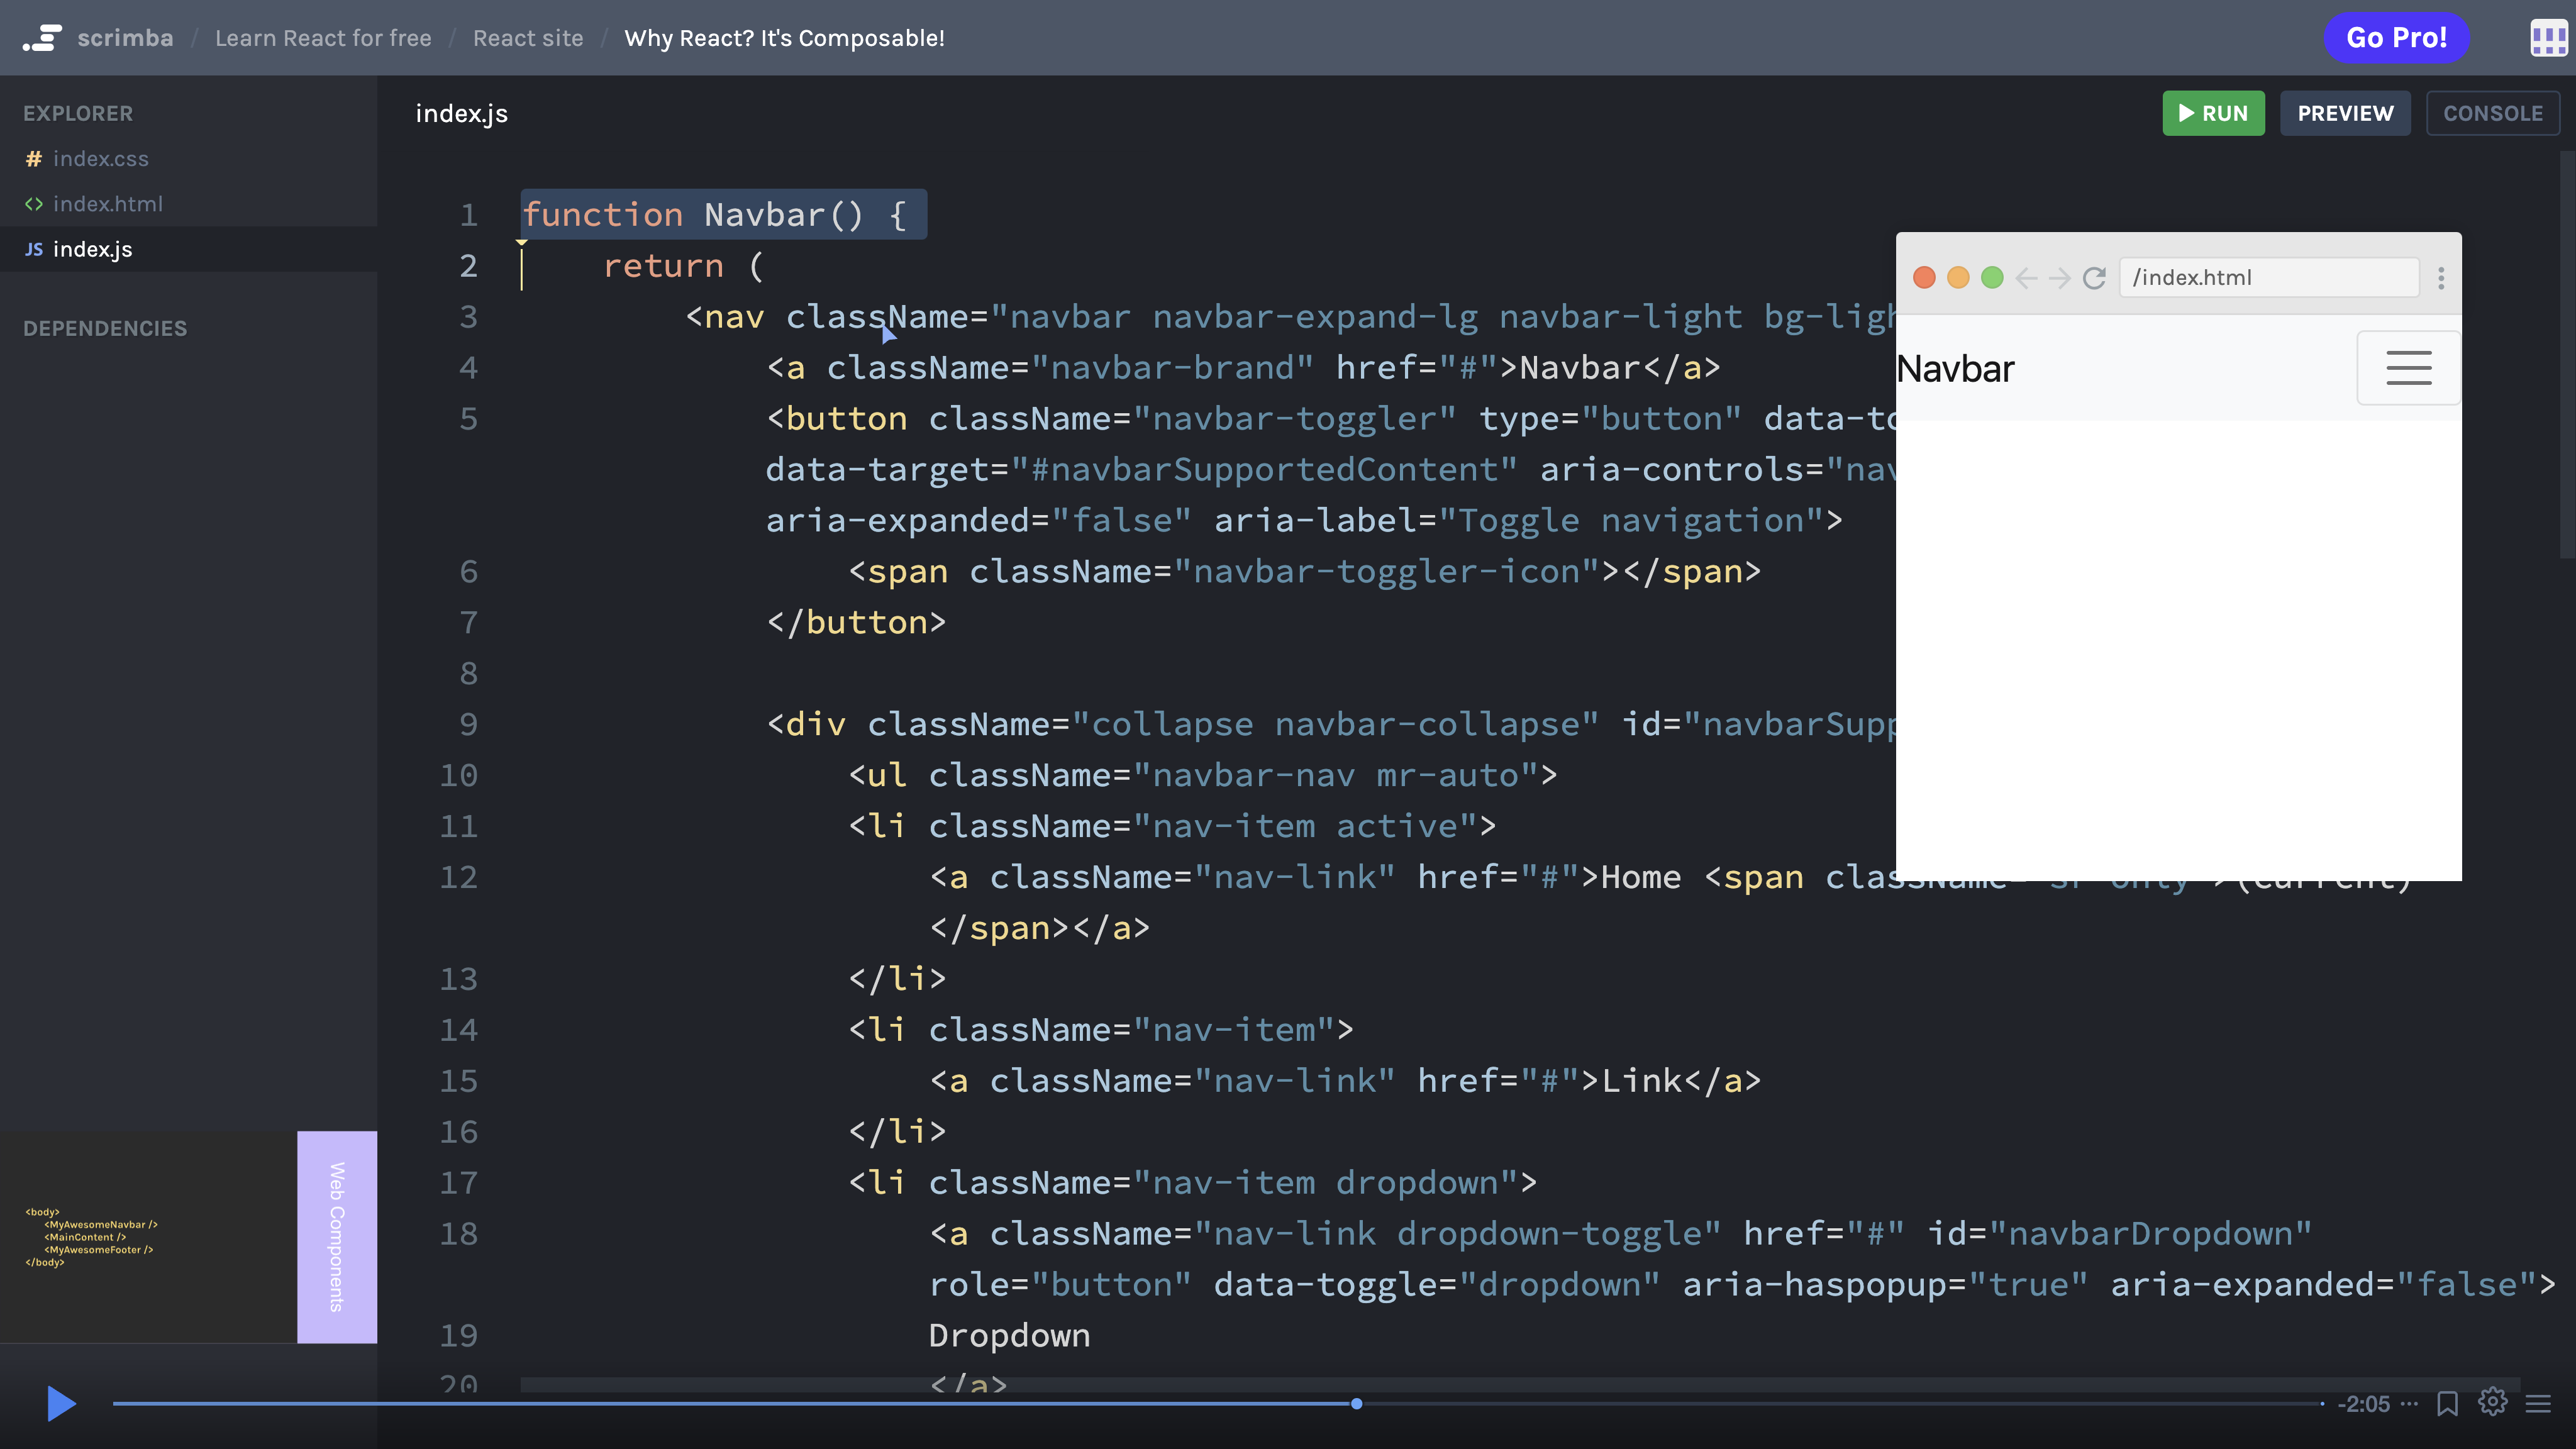 scrimba / Learn React for free / React site / Why React? It's Composable!
Go Pro!
EXPLORER
# index.css
<> index.html
JS index.js
DEPENDENCIES
index.js
RUN
PREVIEW
CONSOLE
1 function Navbar() {
2 return (
3 <nav className="navbar navbar-expand-lg navbar-light bg-ligh
4 <a className="navbar-brand" href="#">Navbar</a>
5 <button className="navbar-toggler" type="button" data-to
data-target="#navbarSupportedContent" aria-controls="nav
aria-expanded="false" aria-label="Toggle navigation">
6 <span className="navbar-toggler-icon"></span>
7 </button>
8
9 <div className="collapse navbar-collapse" id="navbarSupp
10 <ul className="navbar-nav mr-auto">
11 <li className="nav-item active">
12 <a className="nav-link" href="#">Home <span className="sr-only">(current)
</span></a>
13 </li>
14 <li className="nav-item">
15 <a className="nav-link" href="#">Link</a>
16 </li>
17 <li className="nav-item dropdown">
18 <a className="nav-link dropdown-toggle" href="#" id="navbarDropdown"
role="button" data-toggle="dropdown" aria-haspopup="true" aria-expanded="false">
19 Dropdown
20 </a>
/index.html
Navbar
<body>
<MyAwesomeNavbar />
<MainContent />
<MyAwesomeFooter />
</body>
Web Components
-2:05